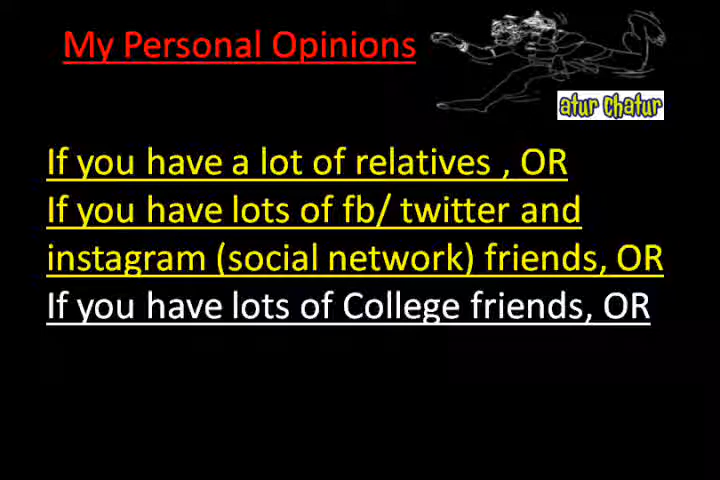 My Personal Opinions
atur chatur
If you have a lot of relatives , OR
If you have lots of fb/ twitter and
instagram (social network) friends, OR
If you have lots of College friends, OR